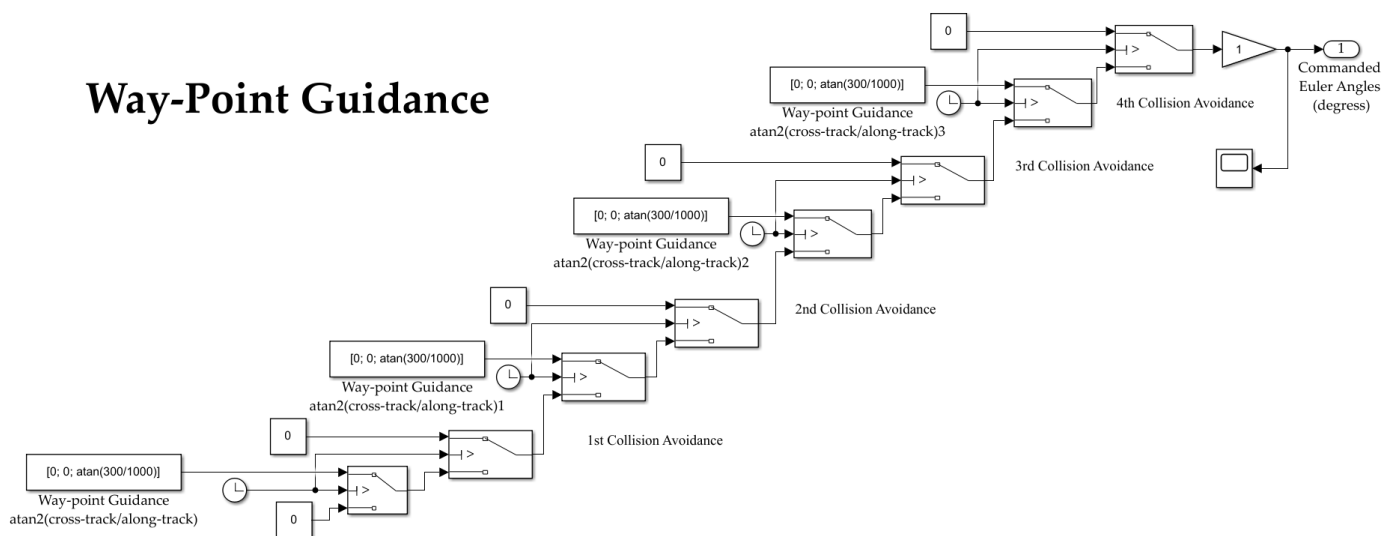 Way-Point Guidance
0
1
1
Commanded
Euler Angles
(degress)
[0; 0; atan(300/1000)]
>
>
4th Collision Avoidance
Way-point Guidance
atan2(cross-track/along-track)3
0
>
3rd Collision Avoidance
[0; 0; atan(300/1000)]
>
Way-point Guidance
atan2(cross-track/along-track)2
0
>
2nd Collision Avoidance
[0; 0; atan(300/1000)]
>
Way-point Guidance
atan2(cross-track/along-track)1
0
>
1st Collision Avoidance
[0; 0; atan(300/1000)]
>
Way-point Guidance
atan2(cross-track/along-track)
0